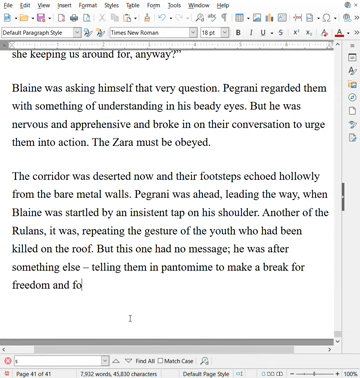 File Edit View Insert Format Styles Table Form Tools Window Help
Default Paragraph Style
Times New Roman
18 pt
she keeping us around for, anyway?”
Blaine was asking himself that very question. Pegrani regarded them
with something of understanding in his beady eyes. But he was
nervous and apprehensive and broke in on their conversation to urge
them into action. The Zara must be obeyed.
The corridor was deserted now and their footsteps echoed hollowly
from the bare metal walls. Pegrani was ahead, leading the way, when
Blaine was startled by an insistent tap on his shoulder. Another of the
Rulans, it was, repeating the gesture of the youth who had been
killed on the roof. But this one had no message; he was after
something else – telling them in pantomime to make a break for
freedom and fo
s
Find All
Match Case
Page 41 of 41
7,932 words, 45,830 characters
Default Page Style
100%